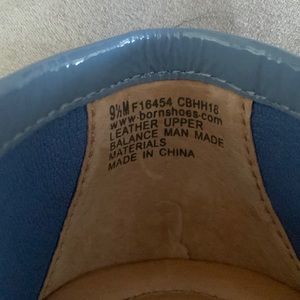 9½M F16454 CBHH18
www.bornshoes.com
LEATHER UPPER
BALANCE MAN MADE
MATERIALS
MADE IN CHINA